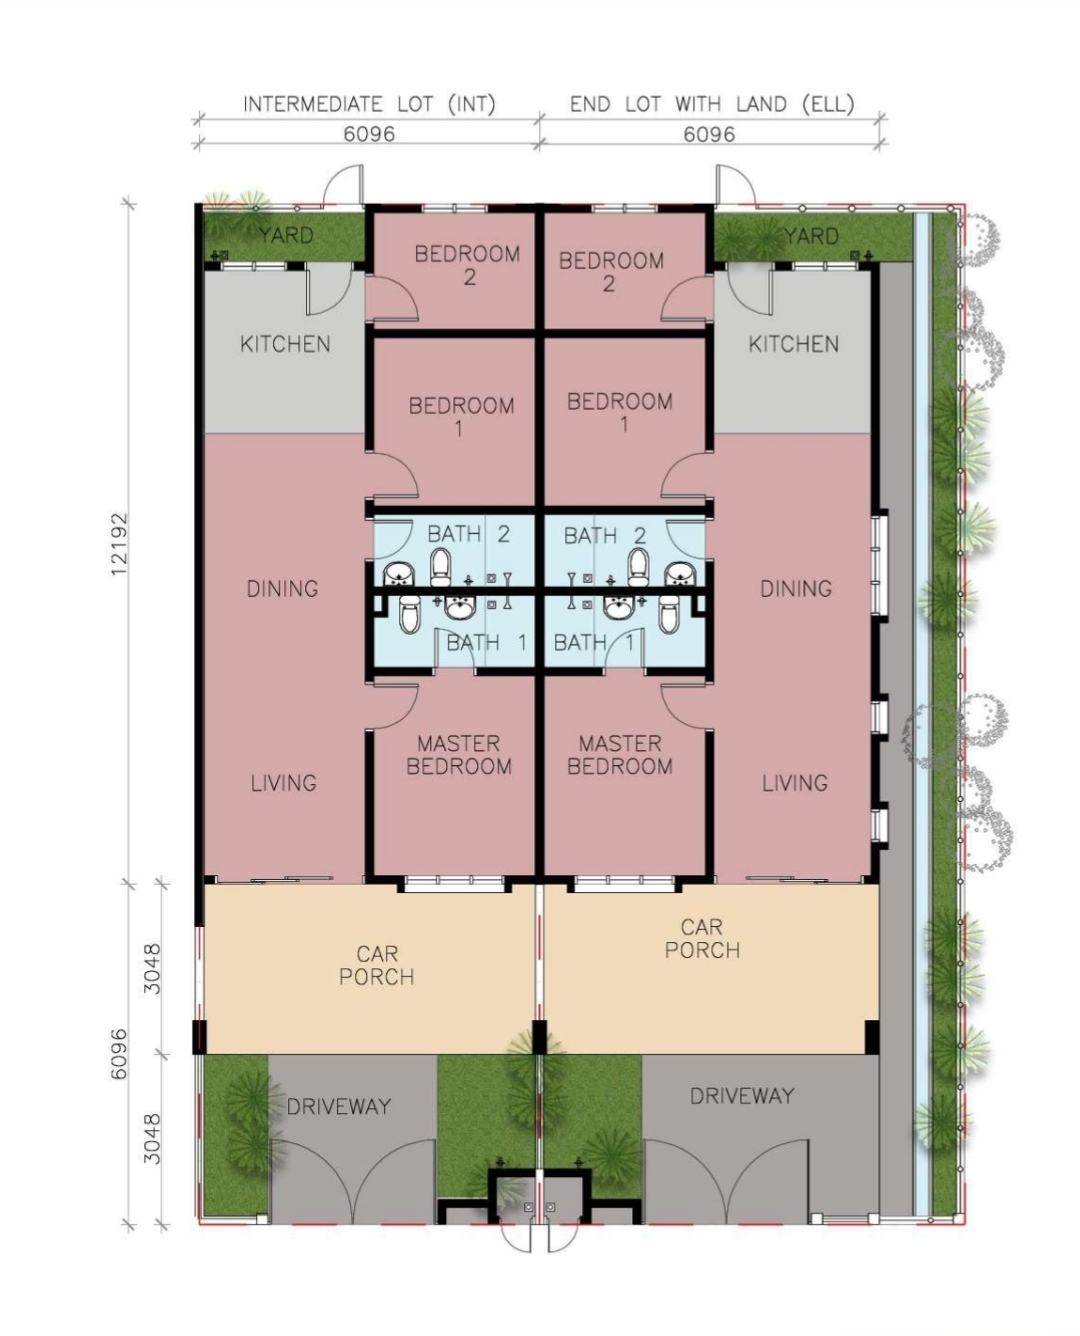 INTERMEDIATE LOT (INT)
END LOT WITH LAND (ELL)
6096
6096
YARD
BEDROOM
2
BEDROOM
2
YARD
KITCHEN
KITCHEN
BEDROOM
1
BEDROOM
1
12192
BATH 2
BATH 2
DINING
DINING
BATH 1
BATH 1
MASTER
BEDROOM
MASTER
BEDROOM
LIVING
LIVING
CAR
PORCH
CAR
PORCH
3048
6096
DRIVEWAY
DRIVEWAY
3048